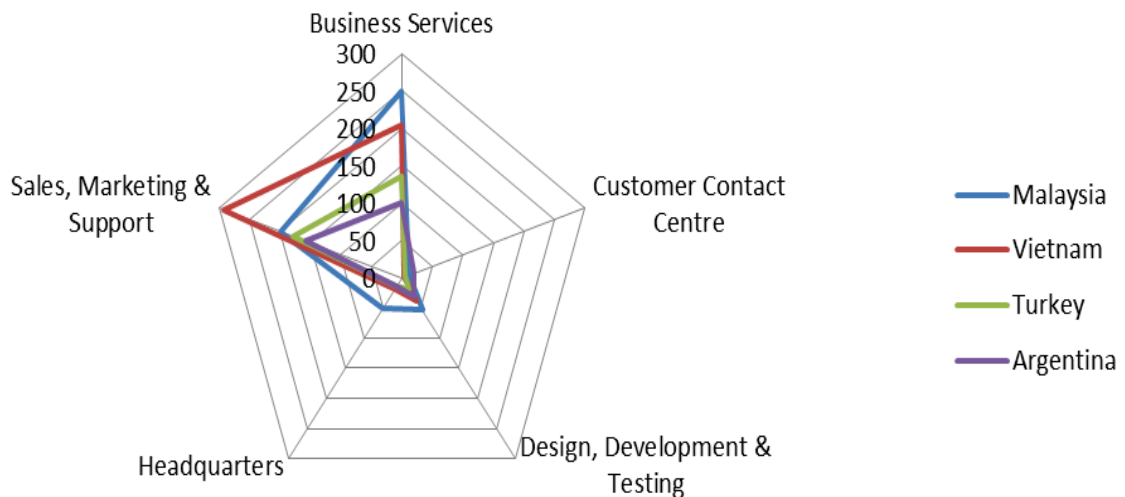 Business Services
300
250
200
150
100
50
0
Sales, Marketing &
Support
Customer Contact
Centre
Headquarters
Design, Development &
Testing
Malaysia
Vietnam
Turkey
Argentina